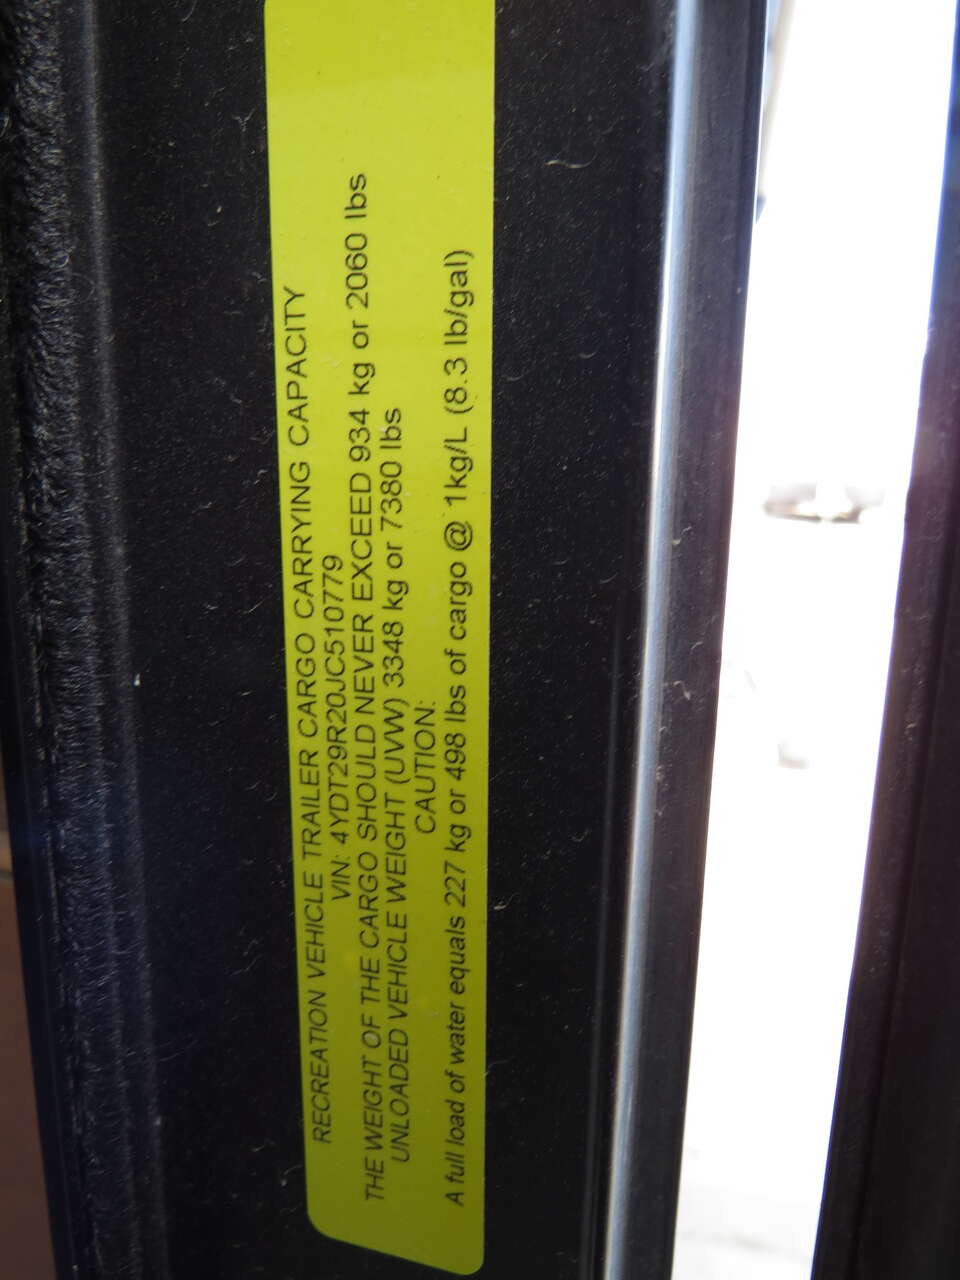 RECREATION VEHICLE TRAILER CARGO CARRYING CAPACITY
VIN: 4YDT29R20JC510779
THE WEIGHT OF THE CARGO SHOULD NEVER EXCEED 934 kg or 2060 lbs
UNLOADED VEHICLE WEIGHT (UVW) 3348 kg or 7380 lbs
CAUTION:
A full load of water equals 227 kg or 498 lbs of cargo @ 1kg/L (8.3 lb/gal)